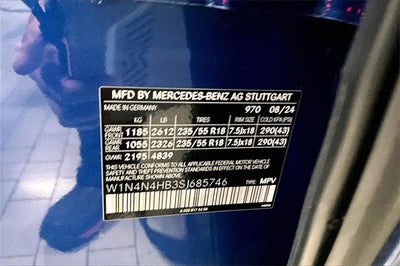 MFD BY MERCEDES-BENZ AG STUTTGART
MADE IN GERMANY 970 08/24
KG LB TIRES RIM SIZE COLD KPA (PSI)
GAWR FRONT 1185 2612 235/55 R18 7.5Jx18 290(43)
GAWR REAR 1055 2326 235/55 R18 7.5Jx18 290(43)
GVWR 2195 4839
THIS VEHICLE CONFORMS TO ALL APPLICABLE FEDERAL MOTOR VEHICLE
SAFETY AND THEFT PREVENTION STANDARDS IN EFFECT ON THE DATE OF
MANUFACTURE SHOWN ABOVE.
W1N4N4HB3SJ685746 TYPE: MPV